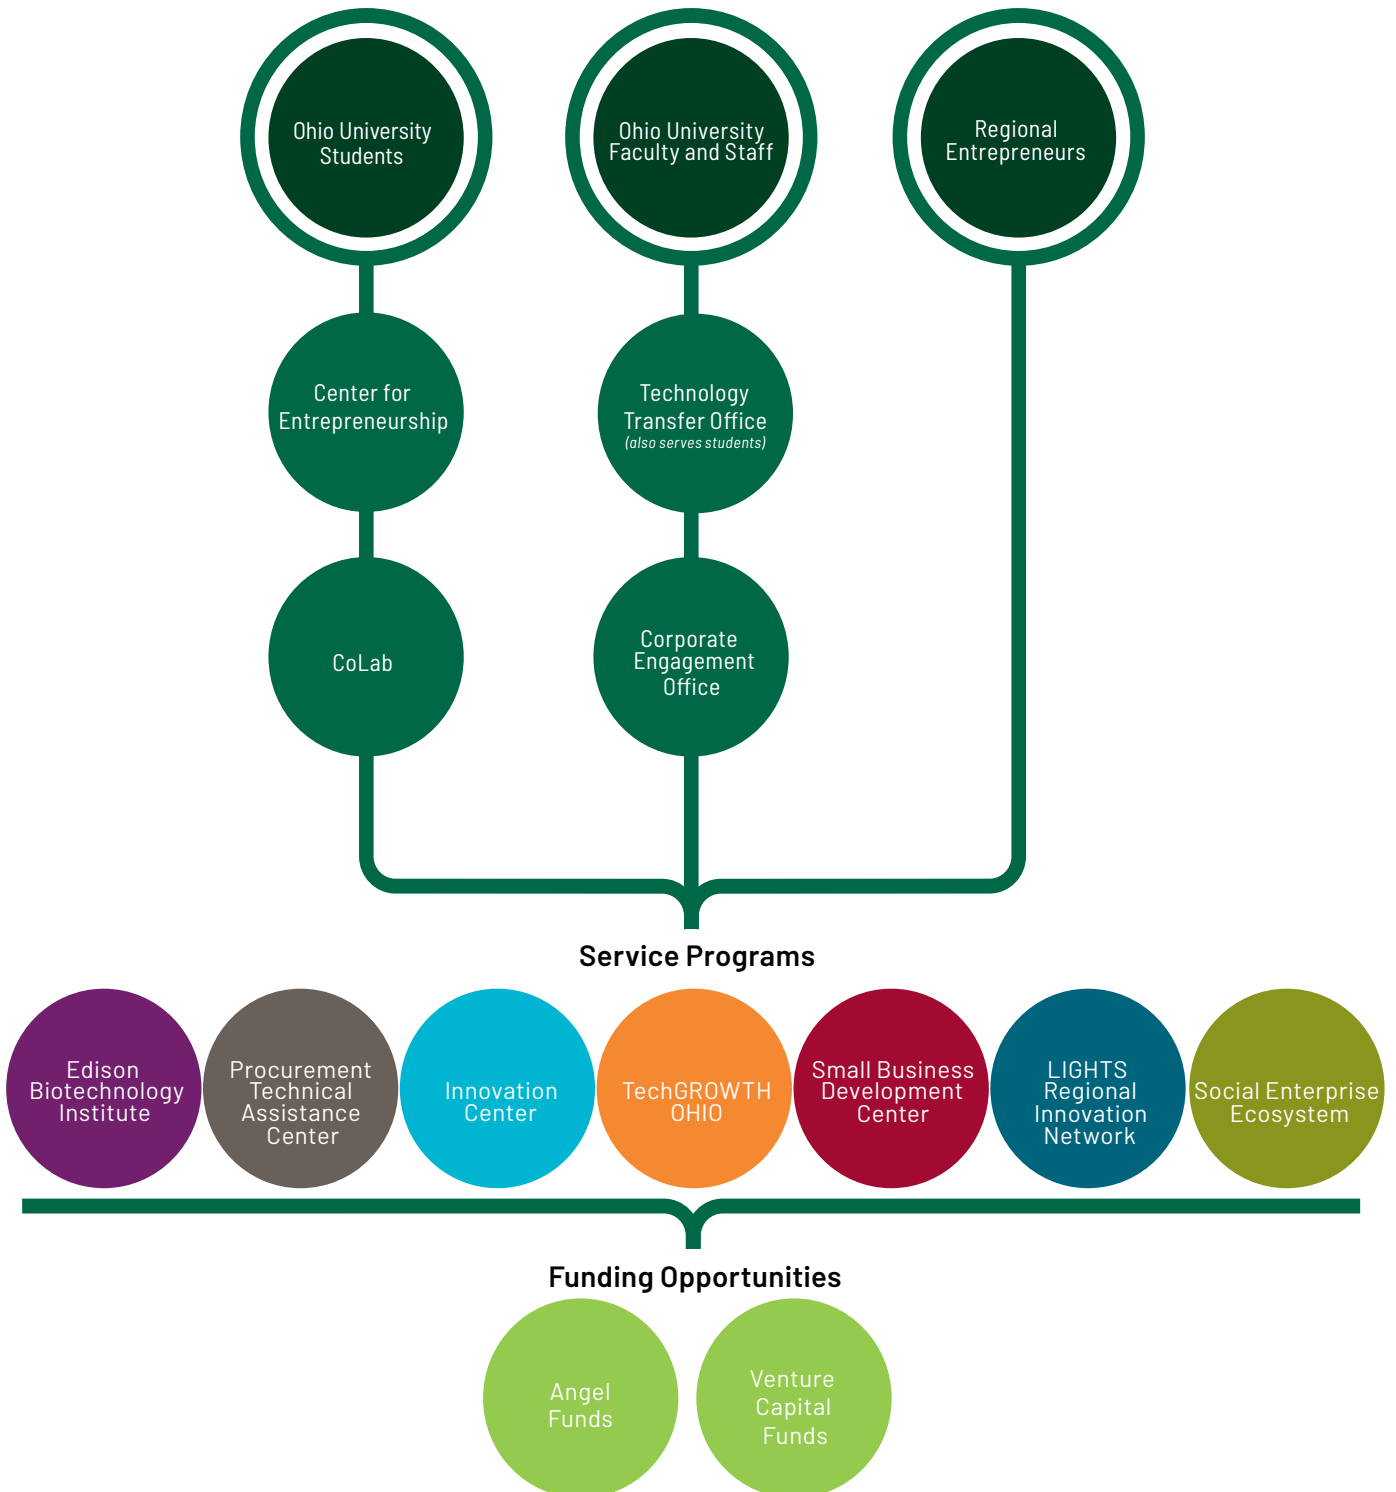 Ohio University
Students
Ohio University
Faculty and Staff
Regional
Entrepreneurs
Center for
Entrepreneurship
Technology
Transfer Office
(also serves students)
CoLab
Corporate
Engagement
Office
Service Programs
Edison
Biotechnology
Institute
Procurement
Technical
Assistance
Center
Innovation
Center
TechGROWTH
OHIO
Small Business
Development
Center
LIGHTS
Regional
Innovation
Network
Social Enterprise
Ecosystem
Funding Opportunities
Angel
Funds
Venture
Capital
Funds